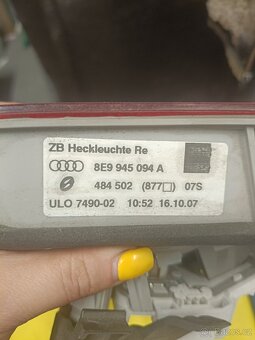 ZB Heckleuchte Re
8E9 945 094 A
484 502 (877□) 07S
ULO 7490-02 10:52 16.10.07